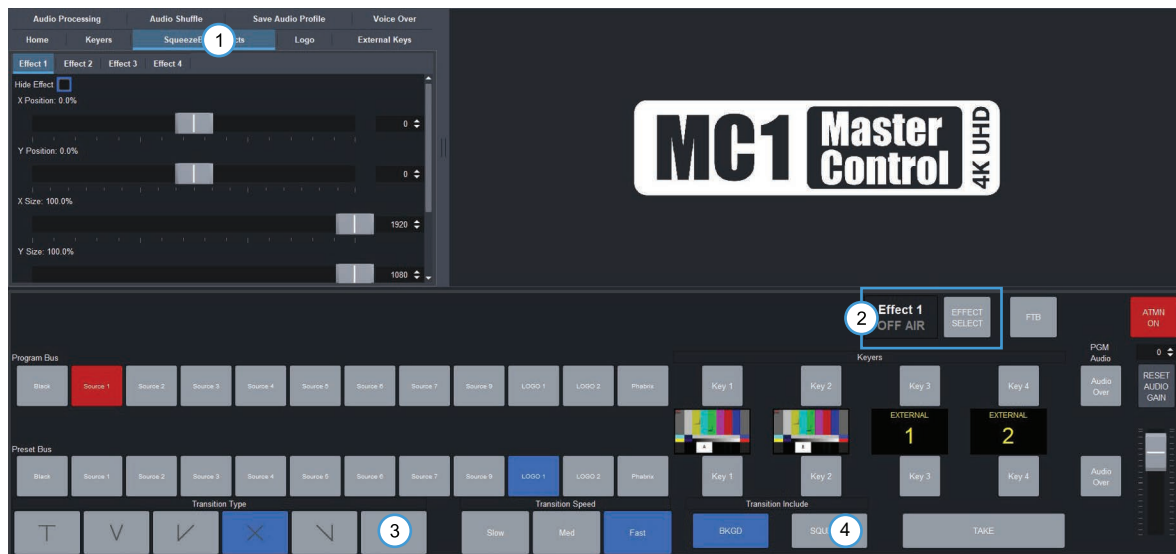 Audio Processing Audio Shuffle Save Audio Profile Voice Over
Home Keyers Logo External Keys
1
Effect 1 Effect 2 Effect 3 Effect 4
Hide Effect
X Position: 0.0%
0
Y Position: 0.0%
0
X Size: 100.0%
1920
Y Size: 100.0%
1080
MC1 Master Control 4K UHD
2
Effect 1
OFF AIR
EFFECT SELECT
FTB
ATMN ON
Program Bus
Keyers
PGM Audio
0
Black Source 1 Source 2 Source 3 Source 4 Source 5 Source 6 Source 7 Source 9 LOGO 1 LOGO 2 Phabrix
Key 1 Key 2 Key 3 Key 4
Audio Over
RESET AUDIO GAIN
A
B
EXTERNAL 1
EXTERNAL 2
Preset Bus
Black Source 1 Source 2 Source 3 Source 4 Source 5 Source 6 Source 7 Source 9 LOGO 1 LOGO 2 Phabrix
Key 1 Key 2 Key 3 Key 4
Audio Over
Transition Type Transition Speed Transition Include
3
Slow Med Fast
BKGD
4
TAKE